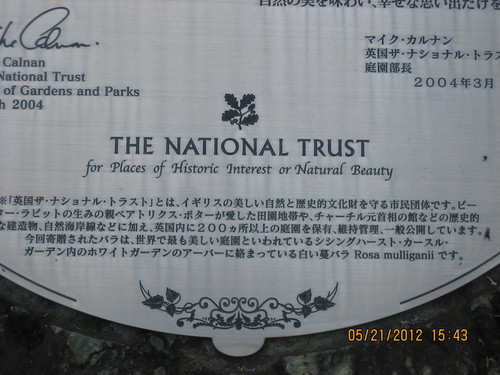 自然の美を味わい、幸せな思い出だけを
Calnan
National Trust
of Gardens and Parks
2004
マイク・カルナン
英国ザ・ナショナル・トラスト
庭園部長
2004年3月
THE NATIONAL TRUST
for Places of Historic Interest or Natural Beauty
※「英国ザ・ナショナル・トラスト」とは、イギリスの美しい自然と歴史的文化財を守る市民団体です。ピー
ター・ラビットの生みの親ベアトリクス・ポターが愛した田園地帯や、チャーチル元首相の館などの歴史的
な建造物、自然海岸線などに加え、英国内に200ヵ所以上の庭園を保有、維持管理、一般公開しています。
今回寄贈されたバラは、世界で最も美しい庭園といわれているシシングハースト・カースル・
ガーデン内のホワイトガーデンのアーバーに絡まっている白い蔓バラ Rosa mulliganii です。
05/21/2012 15:43